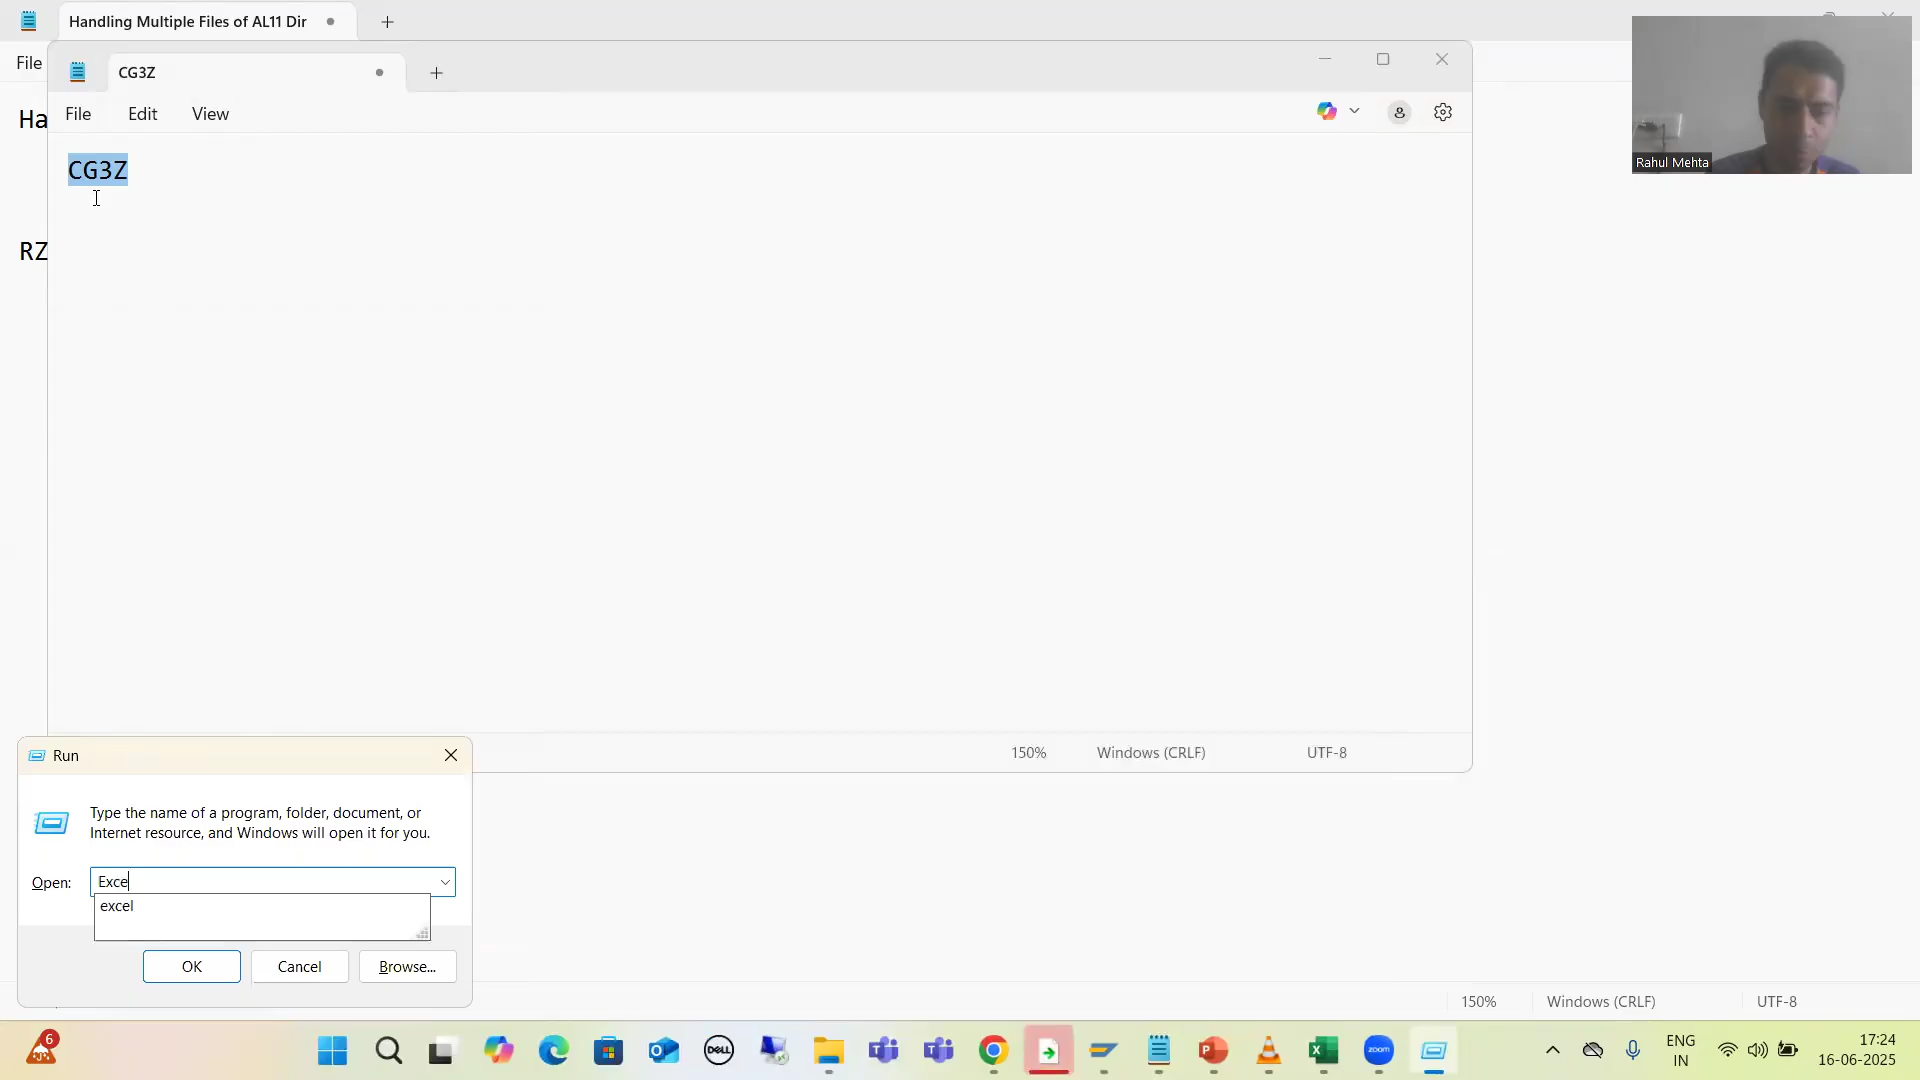 Handling Multiple Files of AL11 Dir
File
CG3Z
File Edit View
Rahul Mehta
Ha
CG3Z
RZ
150% Windows (CRLF) UTF-8
Run
Type the name of a program, folder, document, or
Internet resource, and Windows will open it for you.
Open: Exce
excel
OK Cancel Browse...
150% Windows (CRLF) UTF-8
6
DELL
zoom
ENG
IN
17:24
16-06-2025